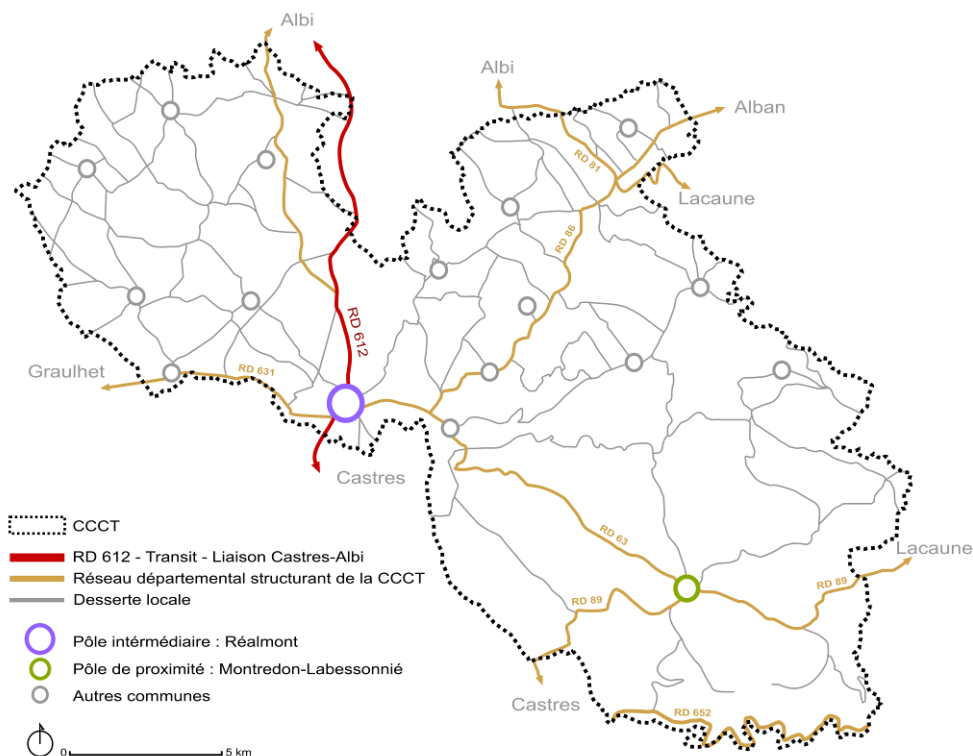 Albi
Albi
Alban
RD 81
Lacaune
RD 86
RD 612
Graulhet
RD 631
Castres
CCCT
RD 612 - Transit - Liaison Castres-Albi
Réseau départemental structurant de la CCCT
Desserte locale
Pôle intermédiaire : Réalmont
Pôle de proximité : Montredon-Labessonnié
Autres communes
0 5 km
RD 63
Lacaune
RD 89
RD 89
Castres
RD 652